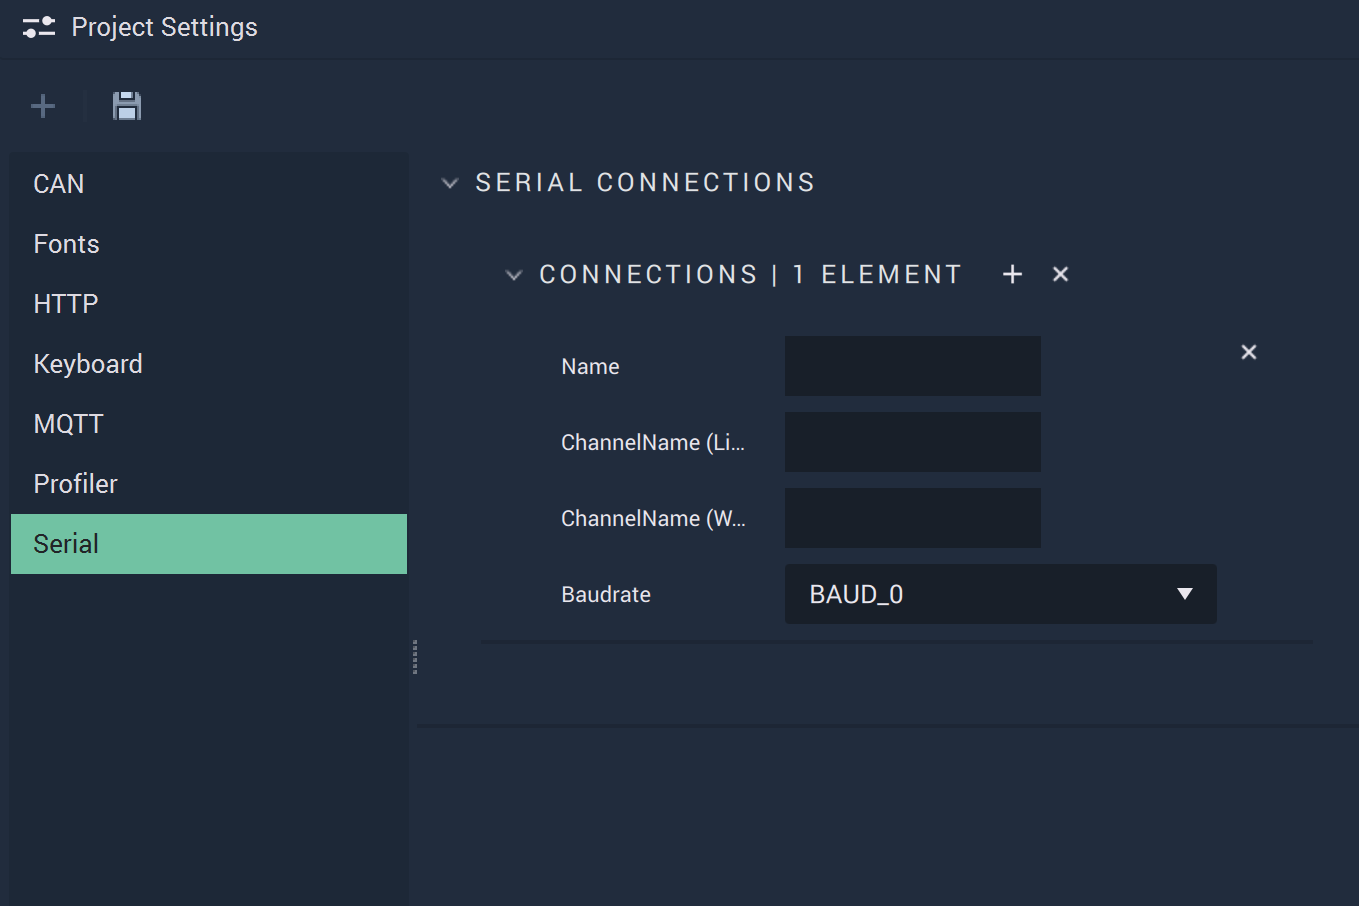 Project Settings
CAN
Fonts
HTTP
Keyboard
MQTT
Profiler
Serial
SERIAL CONNECTIONS
CONNECTIONS | 1 ELEMENT
Name
ChannelName (Li...
ChannelName (W...
Baudrate
BAUD_0